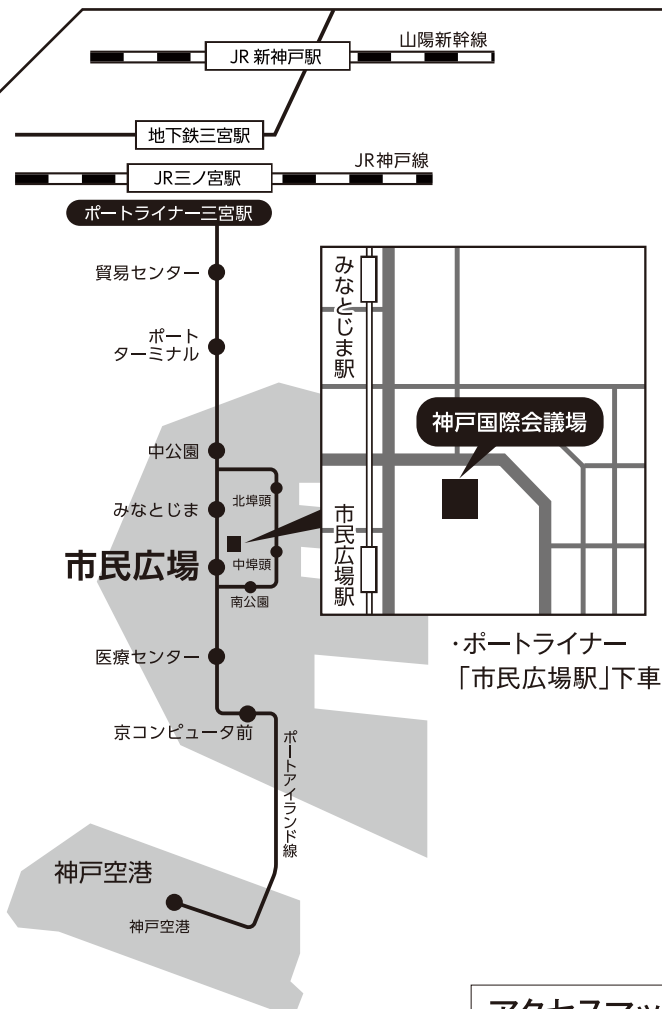 山陽新幹線
JR 新神戸駅
地下鉄三宮駅
JR神戸線
JR三ノ宮駅
ポートライナー三宮駅
貿易センター
ポート
ターミナル
中公園
みなとじま
市民広場
北埠頭
中埠頭
南公園
医療センター
京コンピュータ前
ポートアイランド線
神戸空港
神戸空港
みなとじま駅
神戸国際会議場
市民広場駅
・ポートライナー
「市民広場駅」下車
アクセスマッ